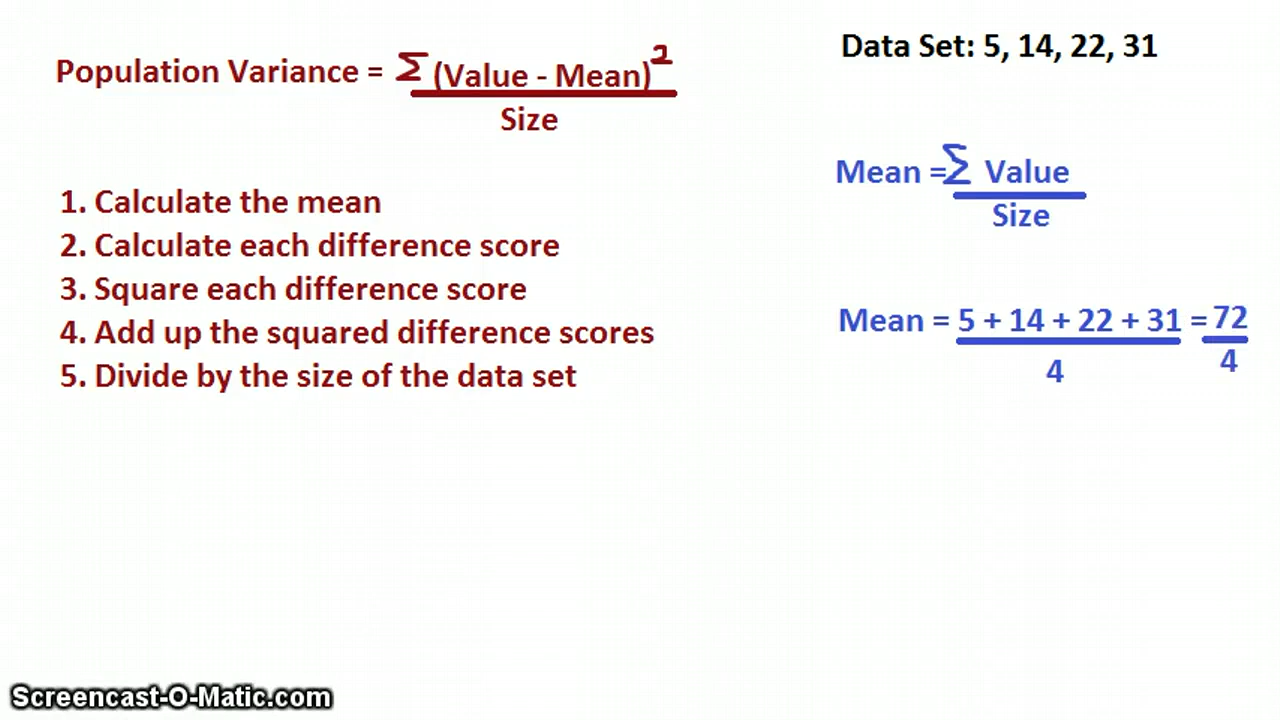 Population Variance = Σ (Value - Mean)²
Size
1. Calculate the mean
2. Calculate each difference score
3. Square each difference score
4. Add up the squared difference scores
5. Divide by the size of the data set
Data Set: 5, 14, 22, 31
Mean = Σ Value
Size
Mean = 5 + 14 + 22 + 31 = 72
4 4
Screencast-O-Matic.com